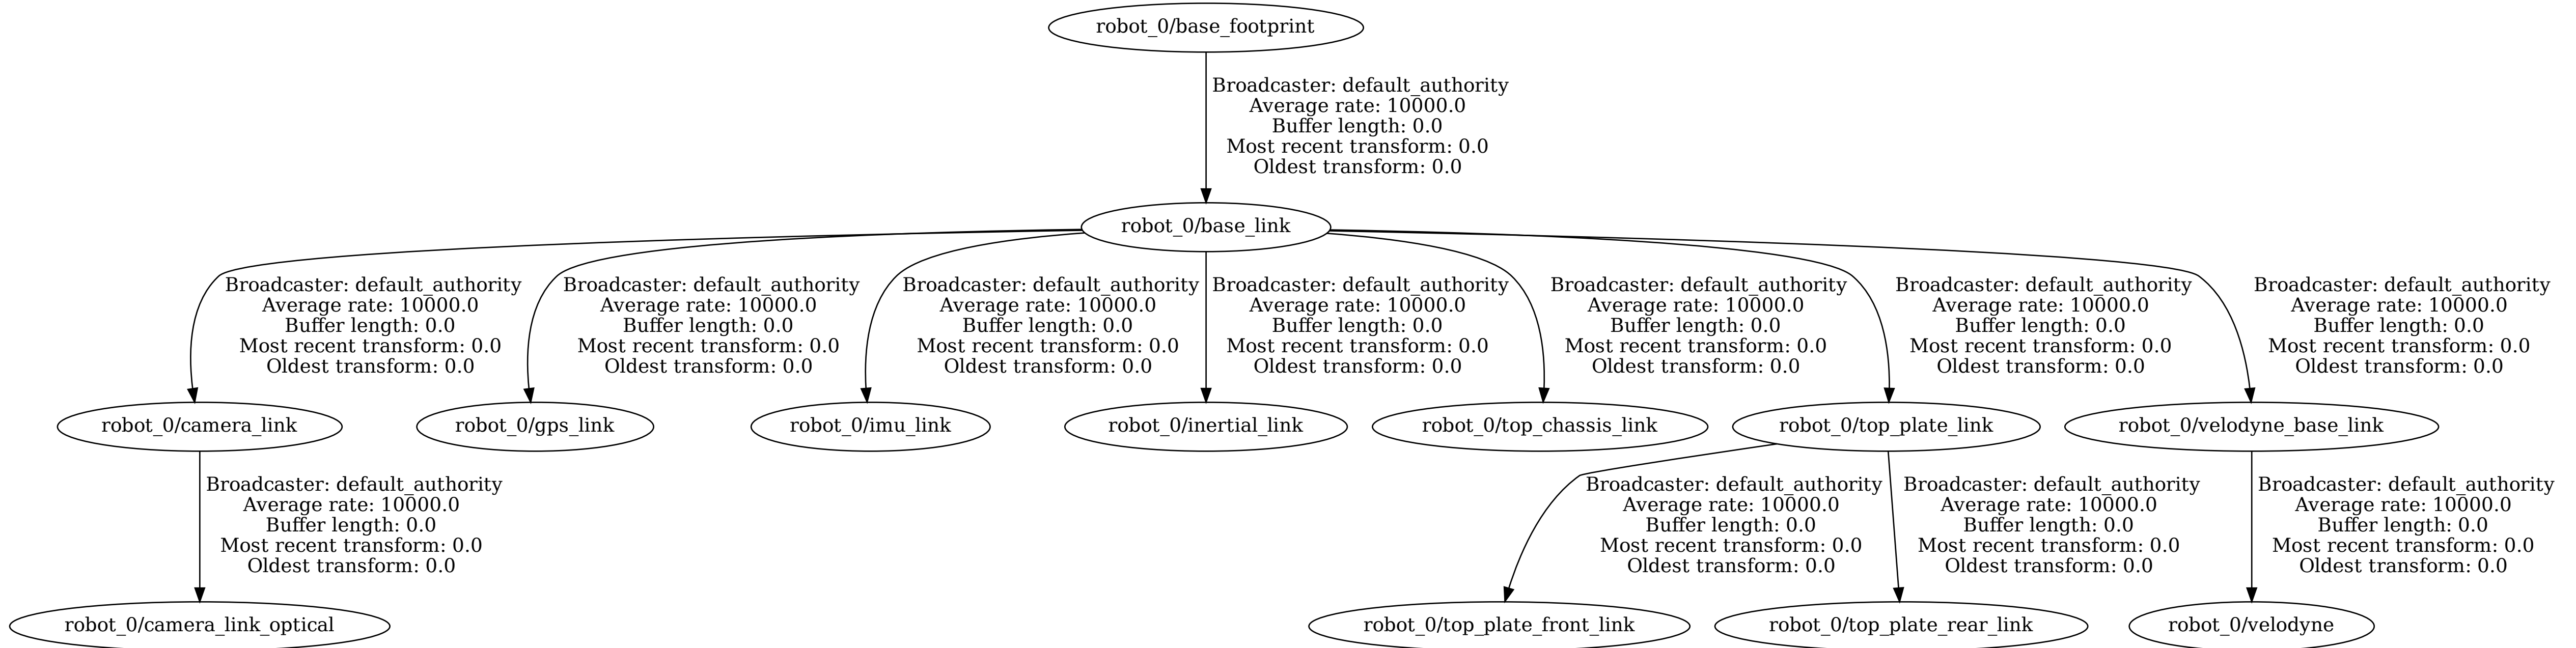 robot_0/base_footprint
Broadcaster: default_authority
Average rate: 10000.0
Buffer length: 0.0
Most recent transform: 0.0
Oldest transform: 0.0
robot_0/base_link
Broadcaster: default_authority
Average rate: 10000.0
Buffer length: 0.0
Most recent transform: 0.0
Oldest transform: 0.0
Broadcaster: default_authority
Average rate: 10000.0
Buffer length: 0.0
Most recent transform: 0.0
Oldest transform: 0.0
Broadcaster: default_authority
Average rate: 10000.0
Buffer length: 0.0
Most recent transform: 0.0
Oldest transform: 0.0
Broadcaster: default_authority
Average rate: 10000.0
Buffer length: 0.0
Most recent transform: 0.0
Oldest transform: 0.0
Broadcaster: default_authority
Average rate: 10000.0
Buffer length: 0.0
Most recent transform: 0.0
Oldest transform: 0.0
Broadcaster: default_authority
Average rate: 10000.0
Buffer length: 0.0
Most recent transform: 0.0
Oldest transform: 0.0
Broadcaster: default_authority
Average rate: 10000.0
Buffer length: 0.0
Most recent transform: 0.0
Oldest transform: 0.0
robot_0/camera_link
robot_0/gps_link
robot_0/imu_link
robot_0/inertial_link
robot_0/top_chassis_link
robot_0/top_plate_link
robot_0/velodyne_base_link
Broadcaster: default_authority
Average rate: 10000.0
Buffer length: 0.0
Most recent transform: 0.0
Oldest transform: 0.0
Broadcaster: default_authority
Average rate: 10000.0
Buffer length: 0.0
Most recent transform: 0.0
Oldest transform: 0.0
Broadcaster: default_authority
Average rate: 10000.0
Buffer length: 0.0
Most recent transform: 0.0
Oldest transform: 0.0
Broadcaster: default_authority
Average rate: 10000.0
Buffer length: 0.0
Most recent transform: 0.0
Oldest transform: 0.0
robot_0/camera_link_optical
robot_0/top_plate_front_link
robot_0/top_plate_rear_link
robot_0/velodyne